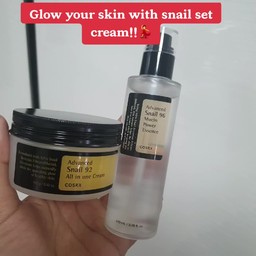 Glow your skin with snail set
cream!!💃
Advanced
Snail 96
Mucin
Power
Essence
Advanced
Snail 92
All in one Cream
COSRX